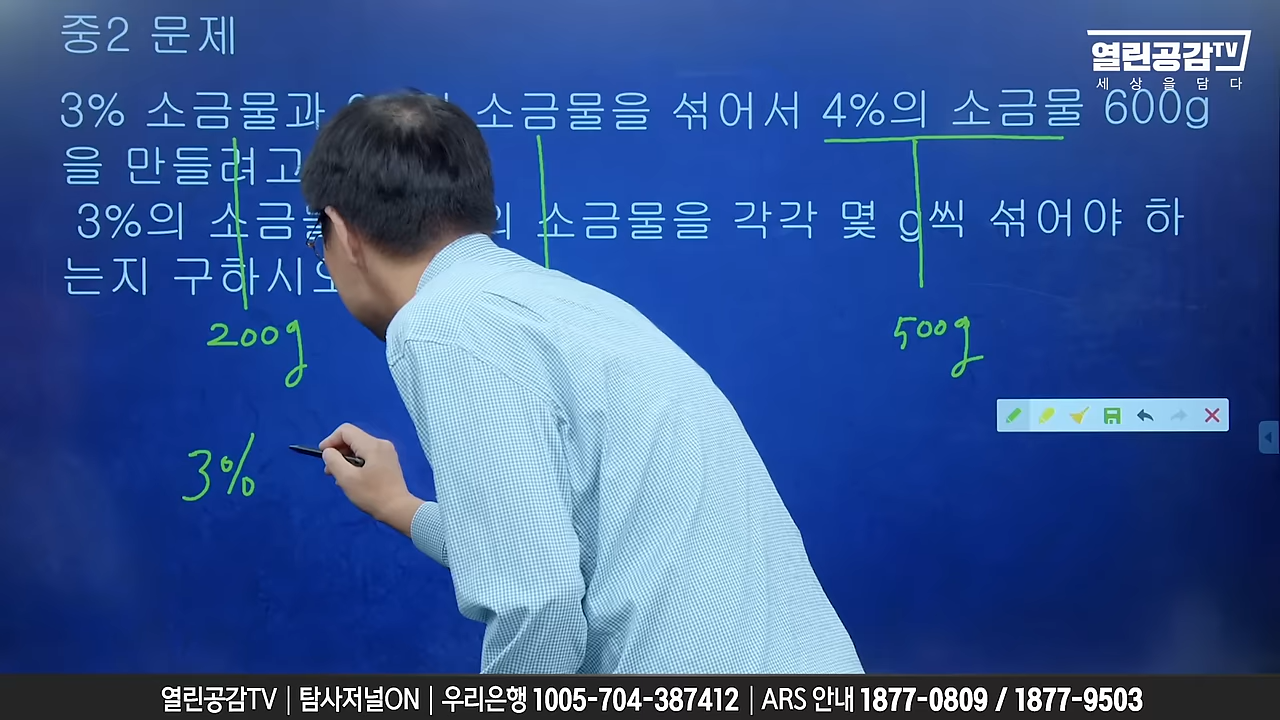 중2 문제
열린공감TV
세상을담다
3% 소금물과 소금물을 섞어서 4%의 소금물 600g
을 만들려고
3%의 소금물 소금물을 각각 몇 g씩 섞어야 하
는지 구하시오
200g
500g
3%
열린공감TV | 탐사저널ON | 우리은행 1005-704-387412 | ARS 안내 1877-0809 / 1877-9503